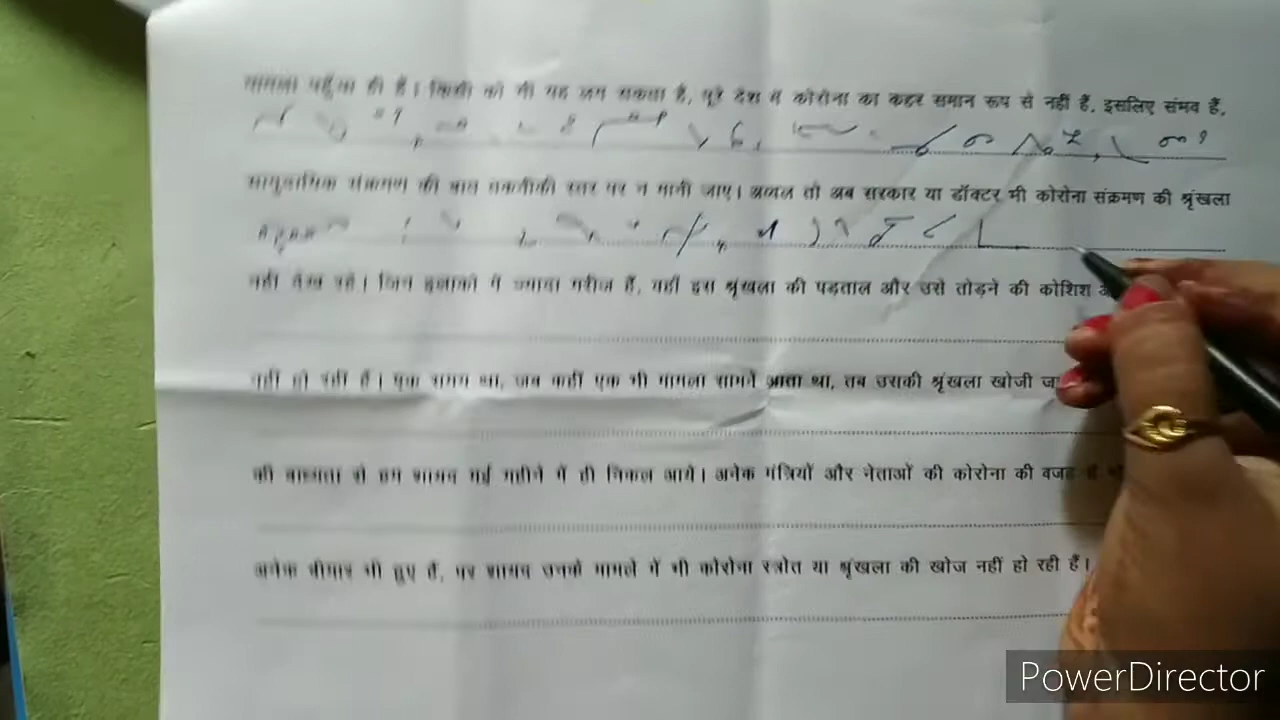 मामला पहुँचा ही है। किसी को भी यह लग सकता है, पूरे देश में कोरोना का कहर समान रूप से नहीं हैं, इसलिए संभव हैं,
सामुदायिक संक्रमण की बात तकनीकी स्तर पर न मानी जाए। अव्वल तो अब सरकार या डॉक्टर भी कोरोना संक्रमण की श्रृंखला
नहीं देख रहे। जिन इलाकों में ज्यादा मरीज हैं, वहाँ इस श्रृंखला की पड़ताल और उसे तोड़ने की कोशिश
नहीं हो रही हैं। एक समय था, जब कहीं एक भी मामला सामने आता था, तब उसकी श्रृंखला खोजी
की बाध्यता से हम शायद मई महीने में ही निकल आये। अनेक मंत्रियों और नेताओं की कोरोना की वजह
अनेक बीमार भी हुए हैं, पर शायद उनके मामले में भी कोरोना स्त्रोत या श्रृंखला की खोज नहीं हो रही हैं।
PowerDirector